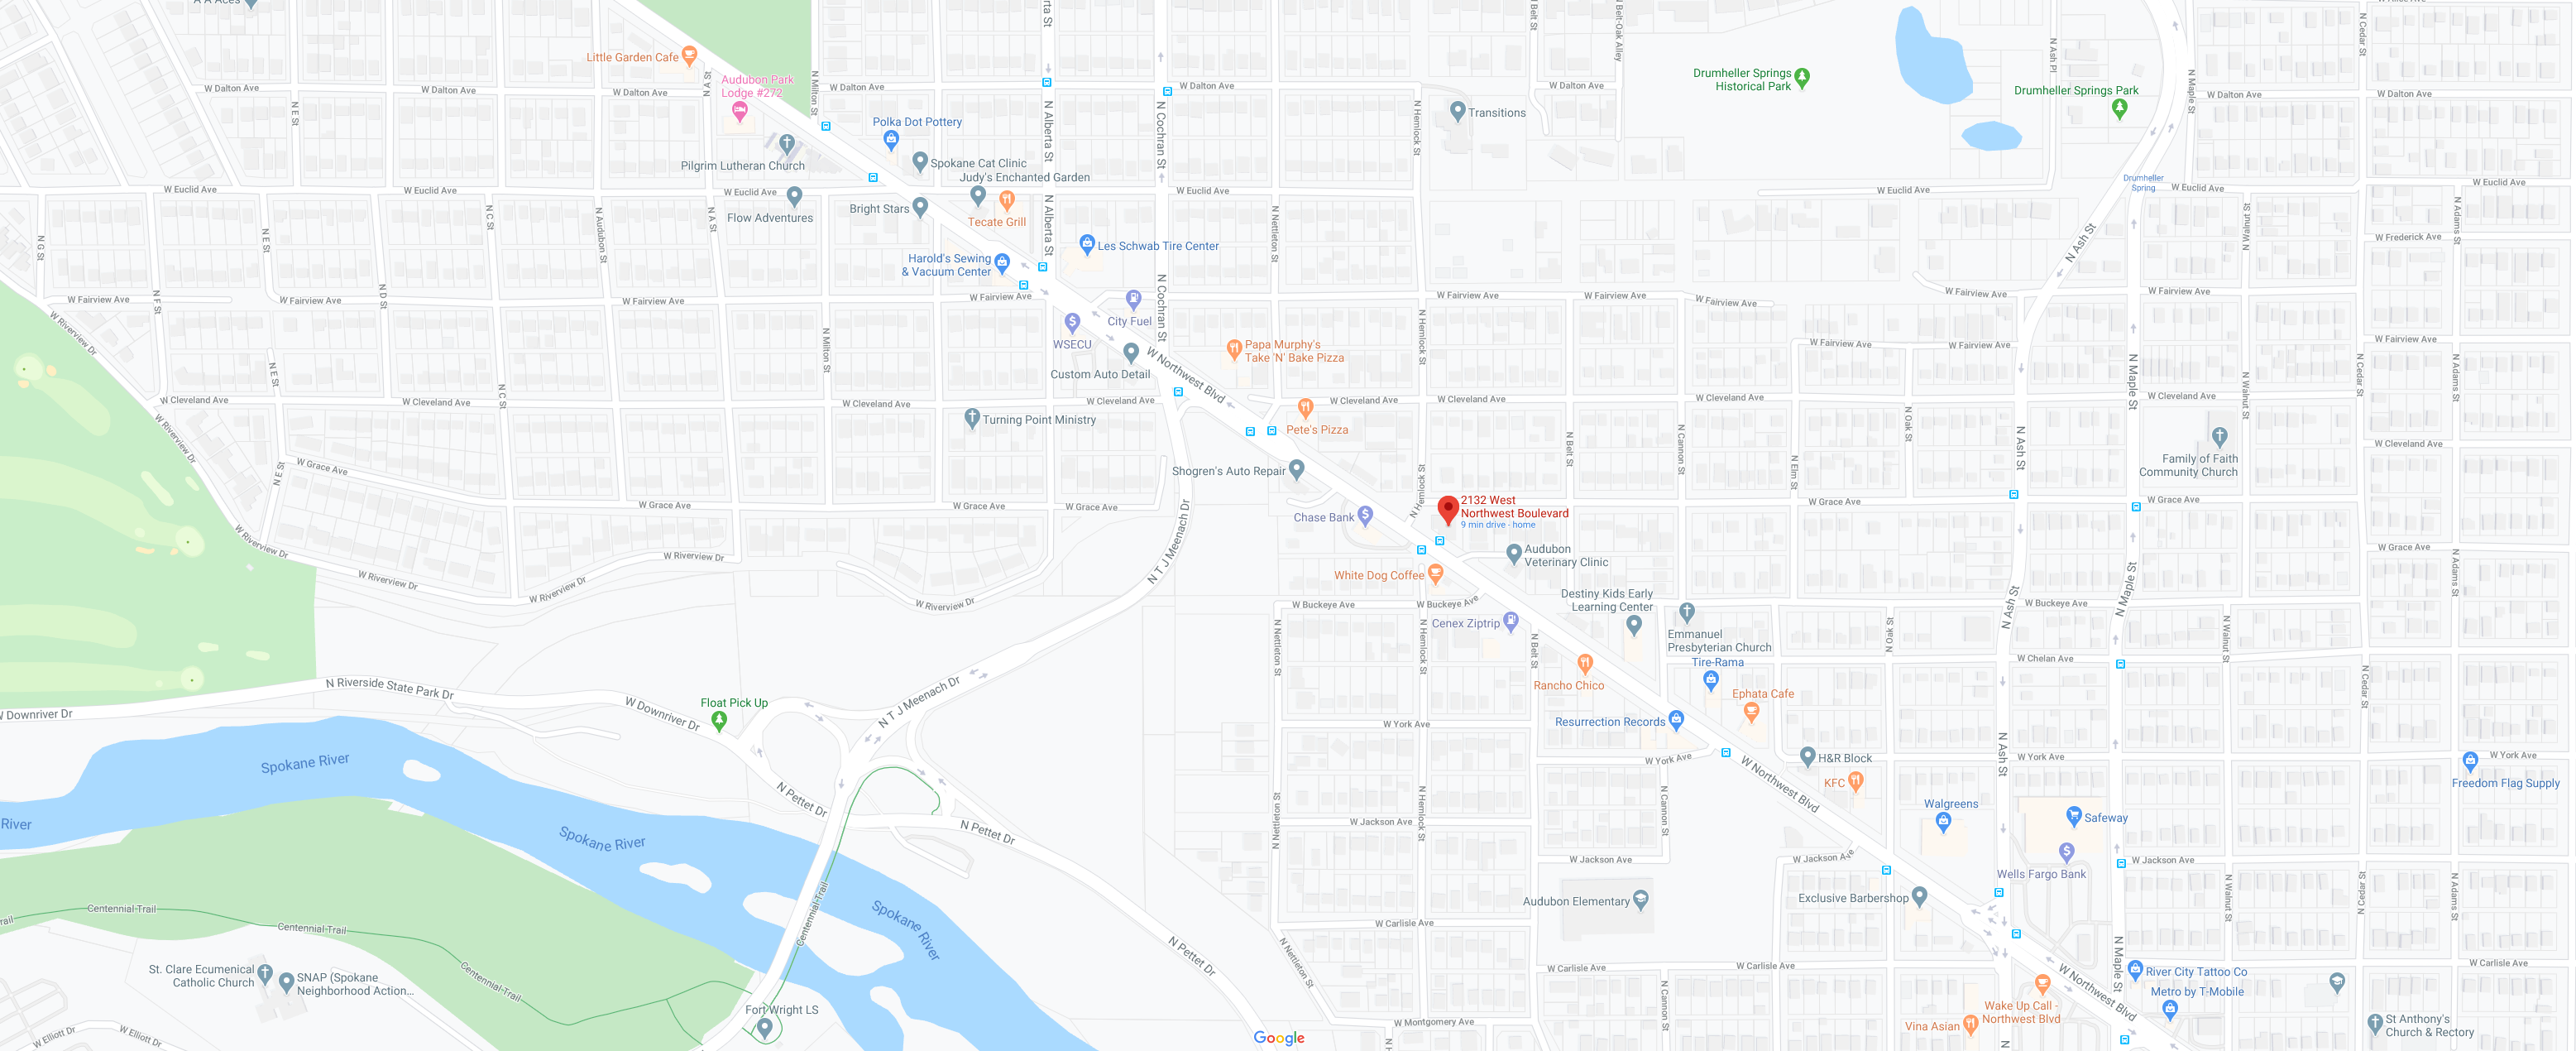 A A Aces
Little Garden Cafe
Audubon Park
Lodge #272
Polka Dot Pottery
Pilgrim Lutheran Church
Spokane Cat Clinic
Judy's Enchanted Garden
Flow Adventures
Bright Stars
Tecate Grill
Les Schwab Tire Center
Harold's Sewing
& Vacuum Center
City Fuel
WSECU
Custom Auto Detail
Papa Murphy's
Take 'N' Bake Pizza
Turning Point Ministry
Pete's Pizza
Shogren's Auto Repair
Chase Bank
2132 West
Northwest Boulevard
9 min drive - home
Audubon
Veterinary Clinic
White Dog Coffee
Destiny Kids Early
Learning Center
Cenex Ziptrip
Emmanuel
Presbyterian Church
Tire-Rama
Rancho Chico
Ephata Cafe
Resurrection Records
H&R Block
KFC
Walgreens
Safeway
Wells Fargo Bank
Audubon Elementary
Exclusive Barbershop
River City Tattoo Co
Metro by T-Mobile
Wake Up Call -
Northwest Blvd
Vina Asian
St Anthony's
Church & Rectory
Freedom Flag Supply
Family of Faith
Community Church
Transitions
Drumheller Springs
Historical Park
Drumheller Springs Park
Drumheller
Spring
Float Pick Up
Fort Wright LS
St. Clare Ecumenical
Catholic Church
SNAP (Spokane
Neighborhood Action...
Spokane River
Spokane River
Spokane River
River
Centennial Trail
Centennial Trail
Centennial Trail
Centennial Trail
W Dalton Ave
W Dalton Ave
W Dalton Ave
W Dalton Ave
W Dalton Ave
W Dalton Ave
W Dalton Ave
W Dalton Ave
W Euclid Ave
W Euclid Ave
W Euclid Ave
W Euclid Ave
W Euclid Ave
W Euclid Ave
W Euclid Ave
W Frederick Ave
W Fairview Ave
W Fairview Ave
W Fairview Ave
W Fairview Ave
W Fairview Ave
W Fairview Ave
W Fairview Ave
W Fairview Ave
W Fairview Ave
W Fairview Ave
W Fairview Ave
W Fairview Ave
W Fairview Ave
W Cleveland Ave
W Cleveland Ave
W Cleveland Ave
W Cleveland Ave
W Cleveland Ave
W Cleveland Ave
W Cleveland Ave
W Cleveland Ave
W Cleveland Ave
W Grace Ave
W Grace Ave
W Grace Ave
W Grace Ave
W Grace Ave
W Grace Ave
W Grace Ave
W Riverview Dr
W Riverview Dr
W Riverview Dr
W Riverview Dr
W Riverview Dr
W Riverview Dr
W Riverview Dr
W Buckeye Ave
W Buckeye Ave
W Buckeye Ave
W Chelan Ave
W York Ave
W York Ave
W York Ave
W York Ave
W Jackson Ave
W Jackson Ave
W Jackson Ave
W Jackson Ave
W Carlisle Ave
W Carlisle Ave
W Carlisle Ave
W Carlisle Ave
W Montgomery Ave
W Northwest Blvd
W Northwest Blvd
W Northwest Blvd
N T J Meenach Dr
N T J Meenach Dr
N Riverside State Park Dr
W Downriver Dr
W Downriver Dr
N Pettet Dr
N Pettet Dr
N Pettet Dr
W Elliott Dr
W Elliott Dr
N G St
N F St
N E St
N E St
N E St
N E St
N D St
N C St
N C St
N Audubon St
N A St
N A St
N Milton St
N Milton St
N Alberta St
N Alberta St
N Cochran St
N Cochran St
N Nettleton St
N Nettleton St
N Nettleton St
N Nettleton St
N Hemlock St
N Hemlock St
N Hemlock St
N Hemlock St
N Hemlock St
N Belt St
N Belt St
N Belt St
N Belt-Oak Alley
N Cannon St
N Cannon St
N Cannon St
N Elm St
N Oak St
N Oak St
N Ash Pl
N Ash St
N Ash St
N Ash St
N Ash St
N Maple St
N Maple St
N Maple St
N Maple St
N Walnut St
N Walnut St
N Walnut St
N Walnut St
N Cedar St
N Cedar St
N Cedar St
N Cedar St
N Adams St
N Adams St
N Adams St
N Adams St
Google